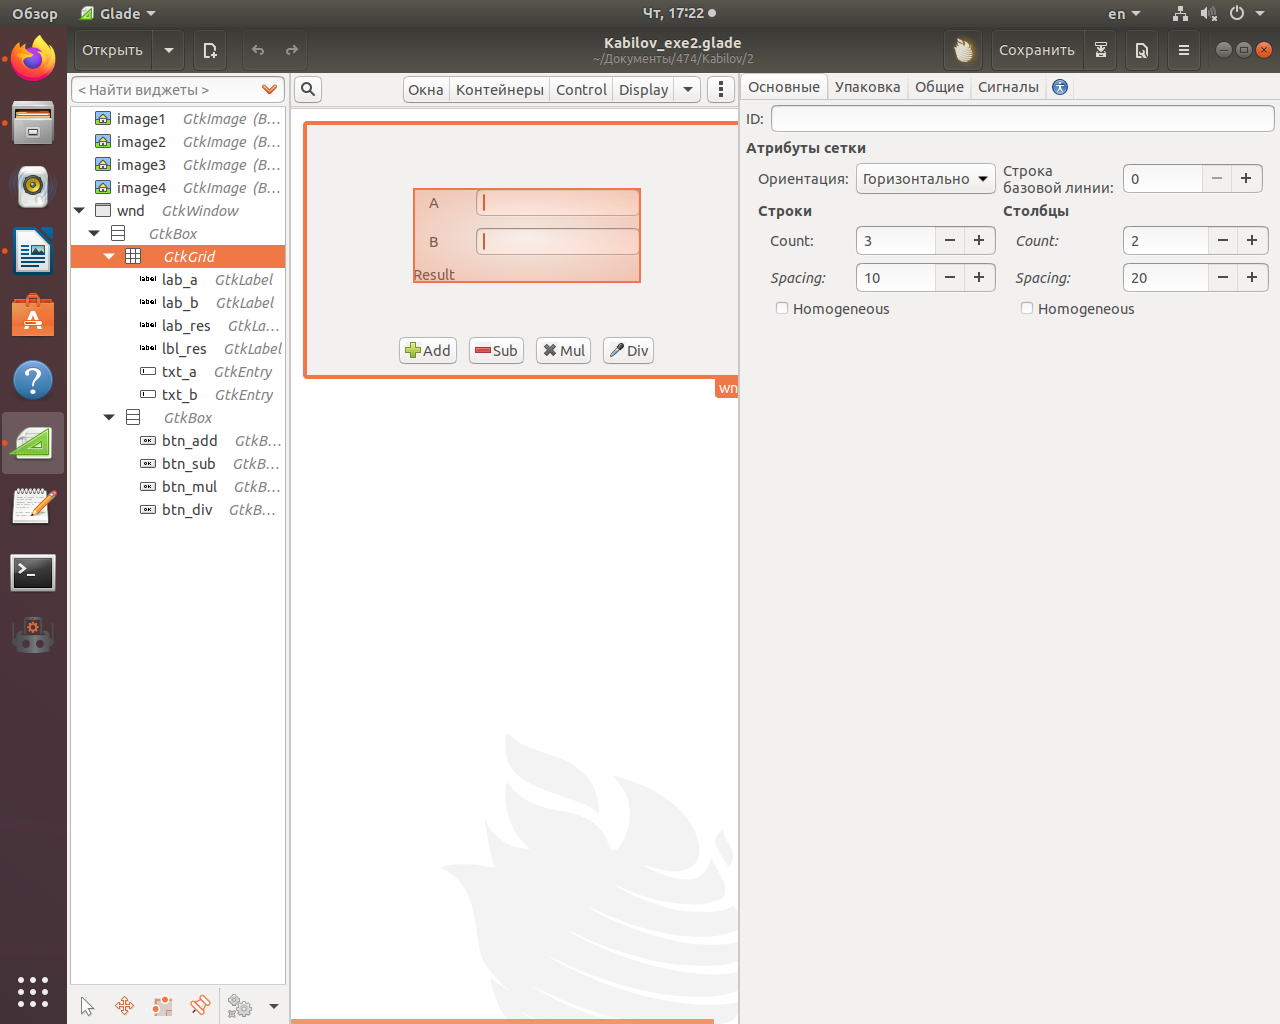 Обзор
Glade
Чт, 17:22
en
Открыть
Kabilov_exe2.glade
~/Документы/474/Kabilov/2
Сохранить
< Найти виджеты >
image1 GtkImage (B...
image2 GtkImage (B...
image3 GtkImage (B...
image4 GtkImage (B...
wnd GtkWindow
GtkBox
GtkGrid
lab_a GtkLabel
lab_b GtkLabel
lab_res GtkLa...
lbl_res GtkLabel
txt_a GtkEntry
txt_b GtkEntry
GtkBox
btn_add GtkB...
btn_sub GtkB...
btn_mul GtkB...
btn_div GtkB...
Окна Контейнеры Control Display
A
B
Result
Add Sub Mul Div
wn
Основные Упаковка Общие Сигналы
ID:
Атрибуты сетки
Ориентация: Горизонтально
Строка базовой линии: 0
Строки Столбцы
Count: 3 Count: 2
Spacing: 10 Spacing: 20
Homogeneous Homogeneous